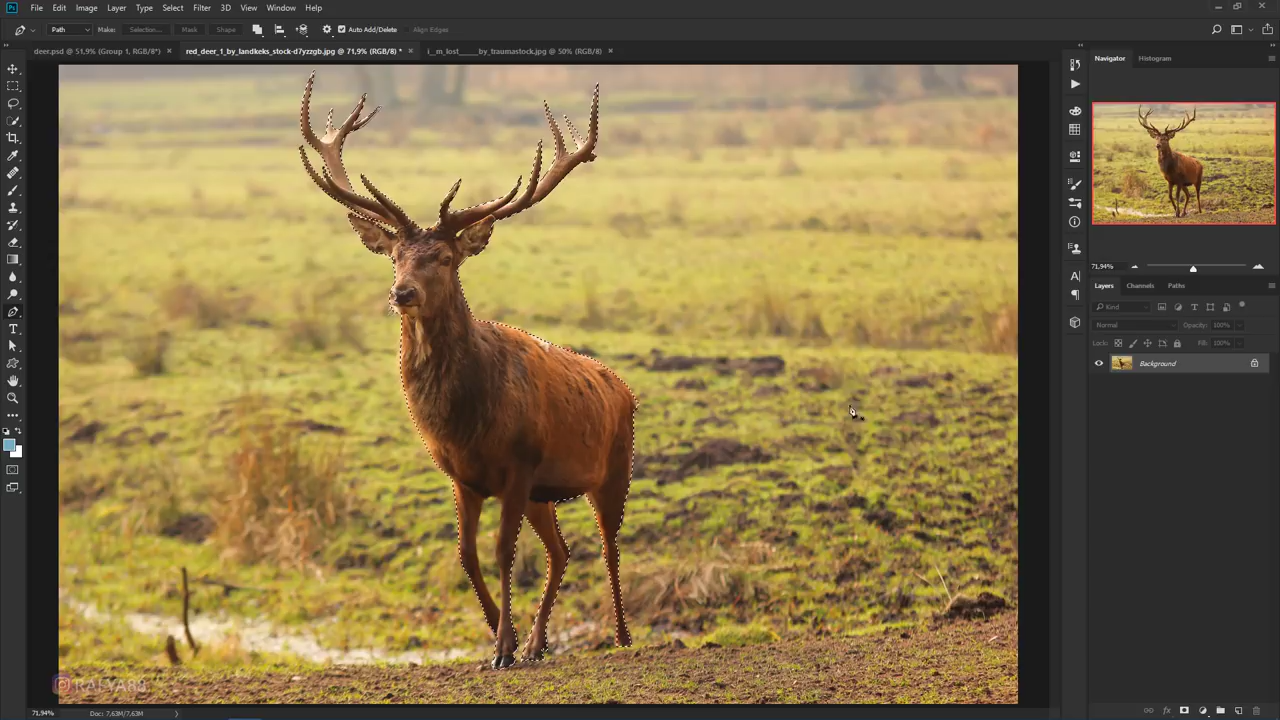 Ps File Edit Image Layer Type Select Filter 3D View Window Help
Path Make: Selection... Mask Shape Auto Add/Delete Align Edges
deer.psd @ 51,9% (Group 1, RGB/8*) × red_deer_1_by_landkeks_stock-d7yzzgb.jpg @ 71,9% (RGB/8) * × i__m_lost_____by_traumastock.jpg @ 50% (RGB/8) ×
Navigator Histogram
71,94%
Layers Channels Paths
Kind
Normal Opacity: 100%
Lock: Fill: 100%
Background
RAFYA88
71,94% Doc: 7,63M/7,63M